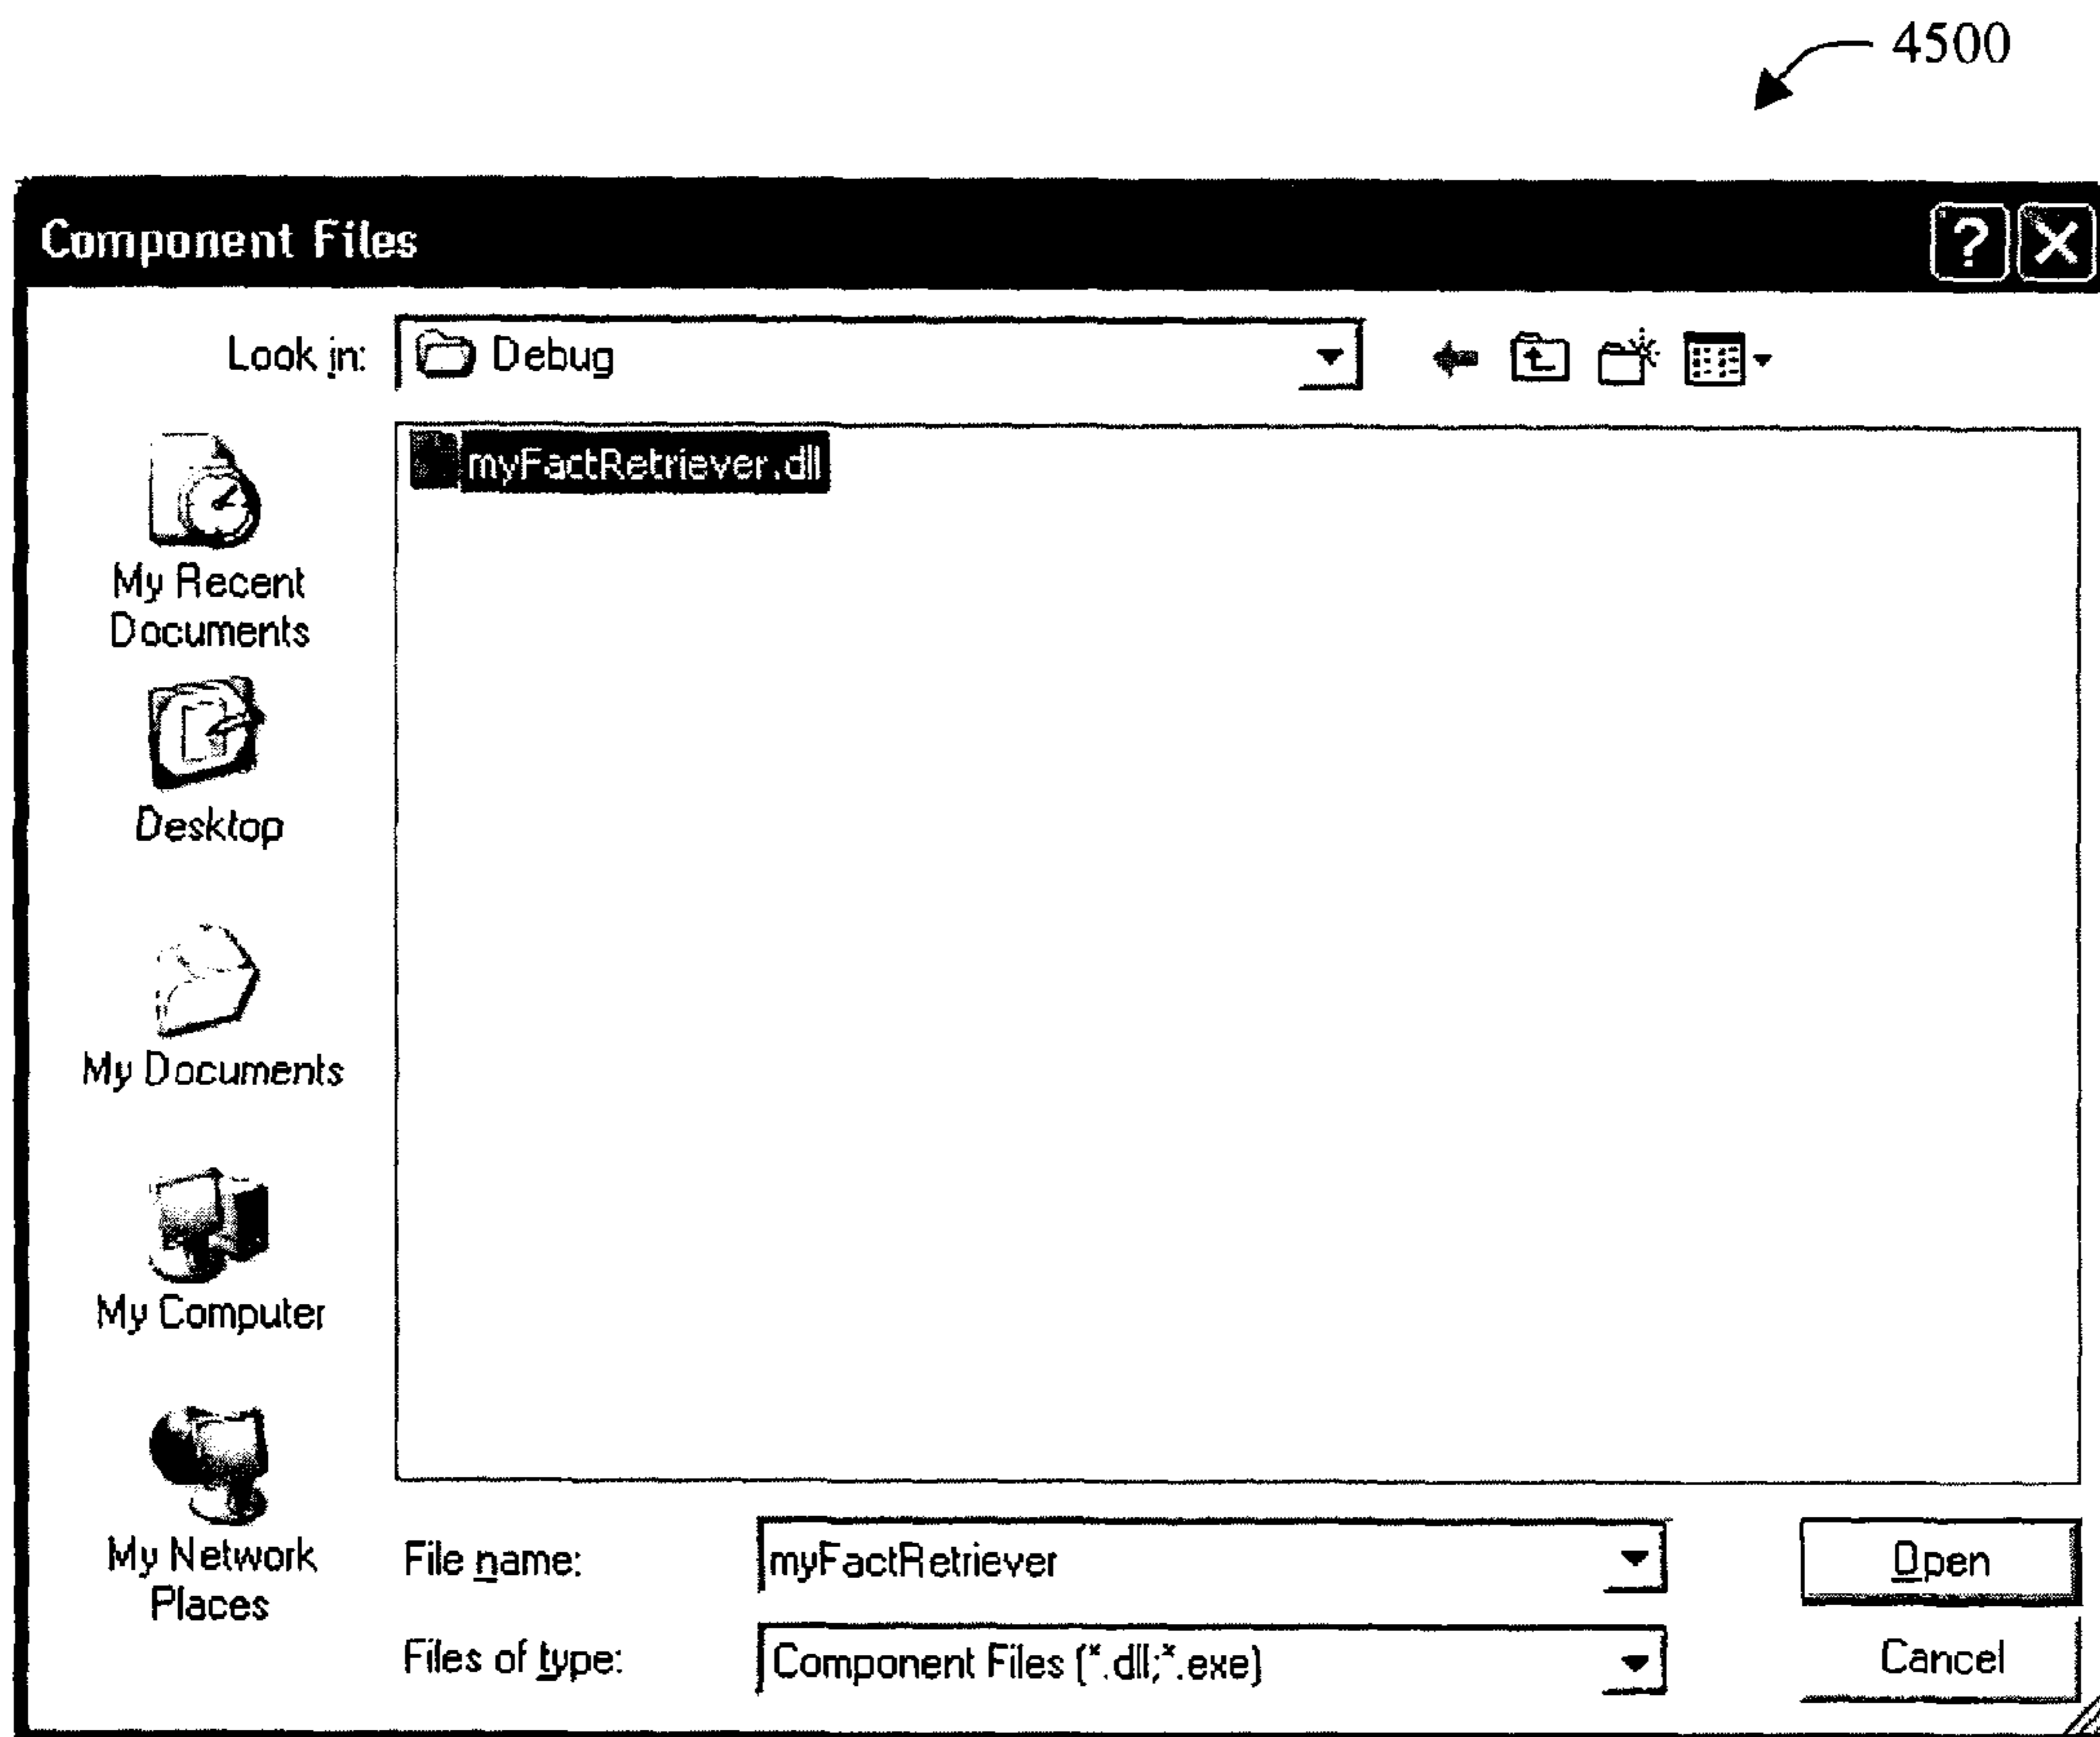 4500
Component Files
Look in:
Debug
myFactRetriever.dll
My Recent
Documents
Desktop
My Documents
My Computer
My Network
Places
File name:
myFactRetriever
Open
Files of type:
Component Files (*.dll;*.exe)
Cancel